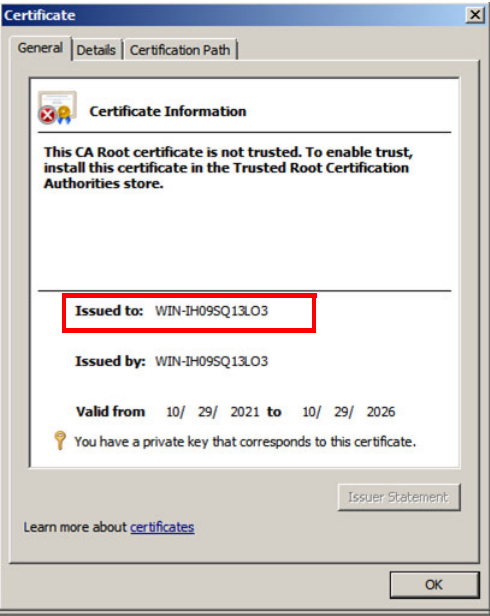 Certificate
General Details Certification Path
Certificate Information
This CA Root certificate is not trusted. To enable trust,
install this certificate in the Trusted Root Certification
Authorities store.
Issued to: WIN-IH09SQ13LO3
Issued by: WIN-IH09SQ13LO3
Valid from 10/ 29/ 2021 to 10/ 29/ 2026
You have a private key that corresponds to this certificate.
Issuer Statement
Learn more about certificates
OK